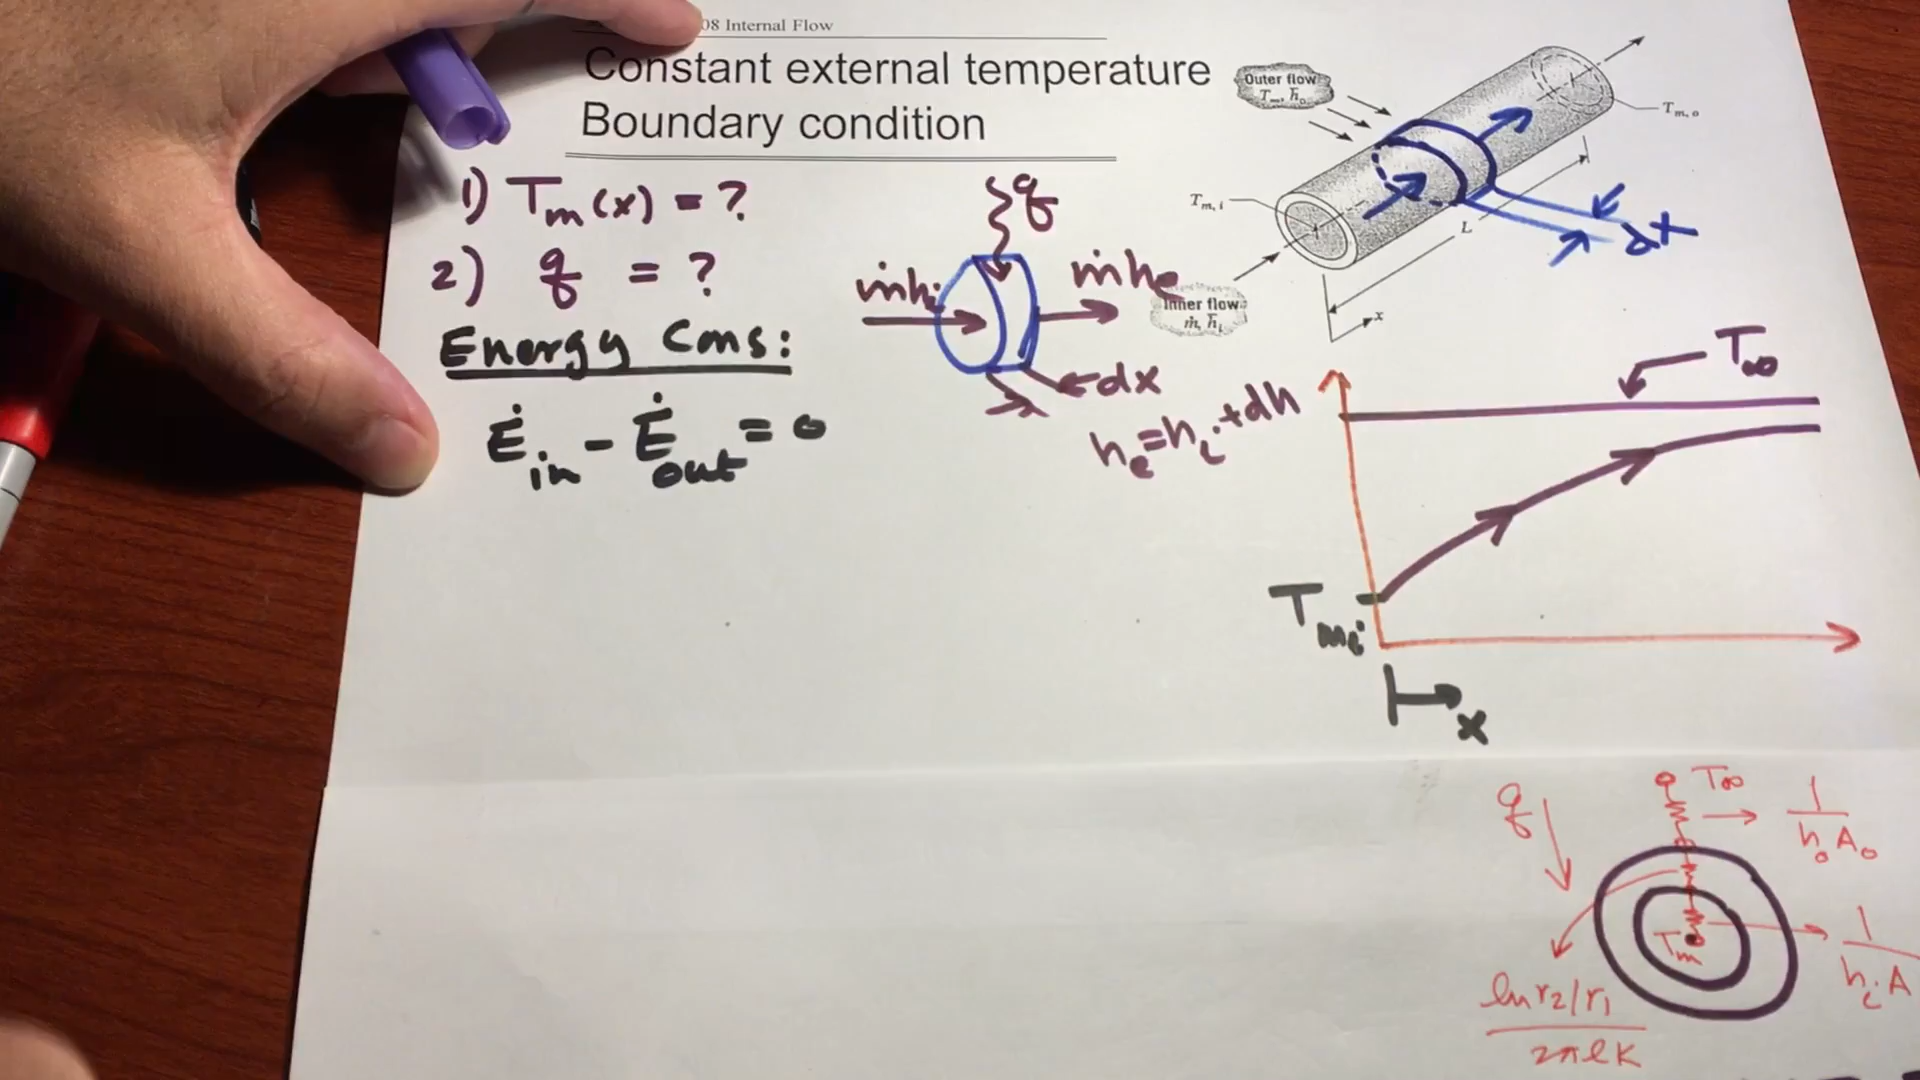 08 Internal Flow
Constant external temperature
Boundary condition
1) Tm(x) = ?
2) q = ?
Energy Cons:
Ėin - Ėout = 0
q
ṁhi
ṁhe
dx
he=hi+dh
Outer flow
T∞, h̄o
Tm, o
Tm, i
L
dx
Inner flow
ṁ, h̄i
x
T∞
Tmi
x
q
T∞
1
hoAo
Tm
1
hiA
ln r2/r1
2πlK